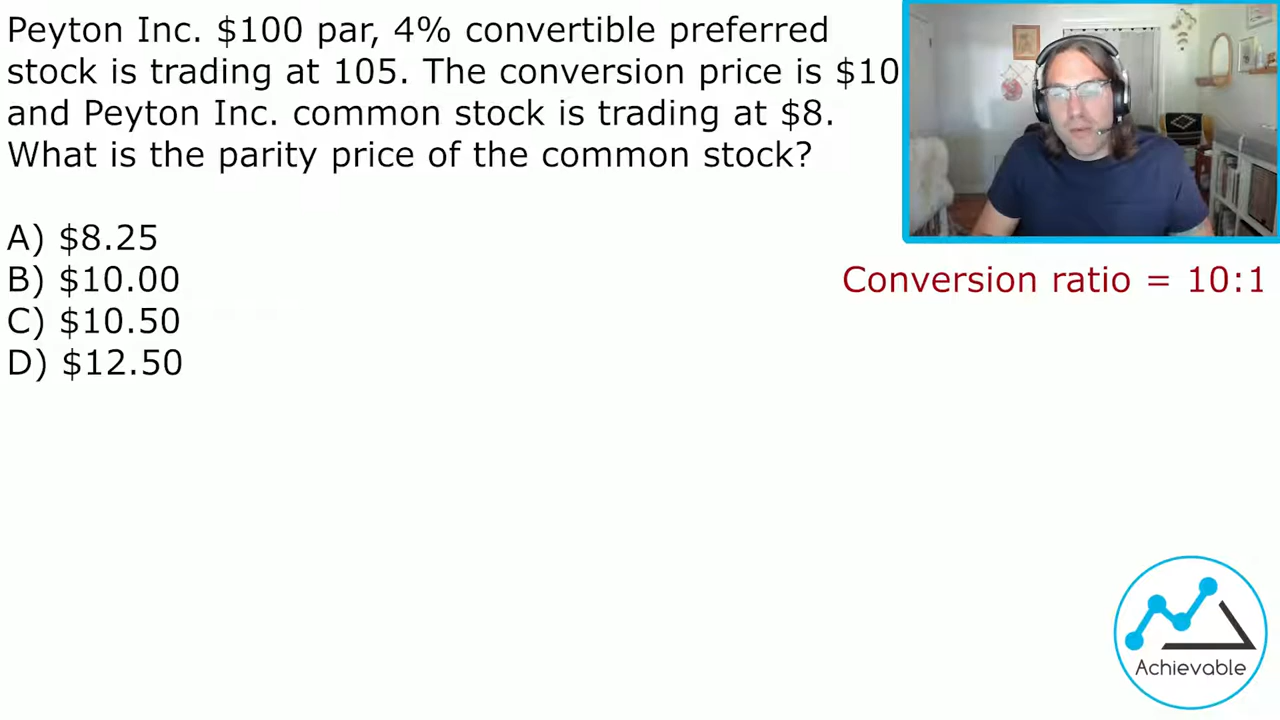 Peyton Inc. $100 par, 4% convertible preferred
stock is trading at 105. The conversion price is $10
and Peyton Inc. common stock is trading at $8.
What is the parity price of the common stock?
A) $8.25
B) $10.00
C) $10.50
D) $12.50
Conversion ratio = 10:1
Achievable